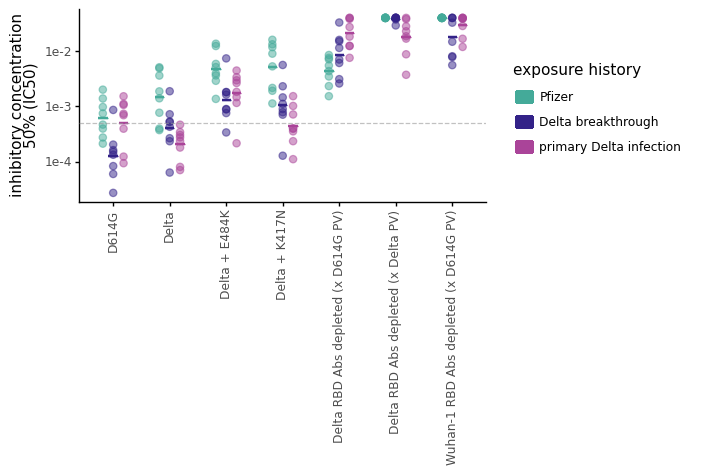 inhibitory concentration
50% (IC50)
1e-2
1e-3
1e-4
D614G
Delta
Delta + E484K
Delta + K417N
Delta RBD Abs depleted (x D614G PV)
Delta RBD Abs depleted (x Delta PV)
Wuhan-1 RBD Abs depleted (x D614G PV)
exposure history
Pfizer
Delta breakthrough
primary Delta infection